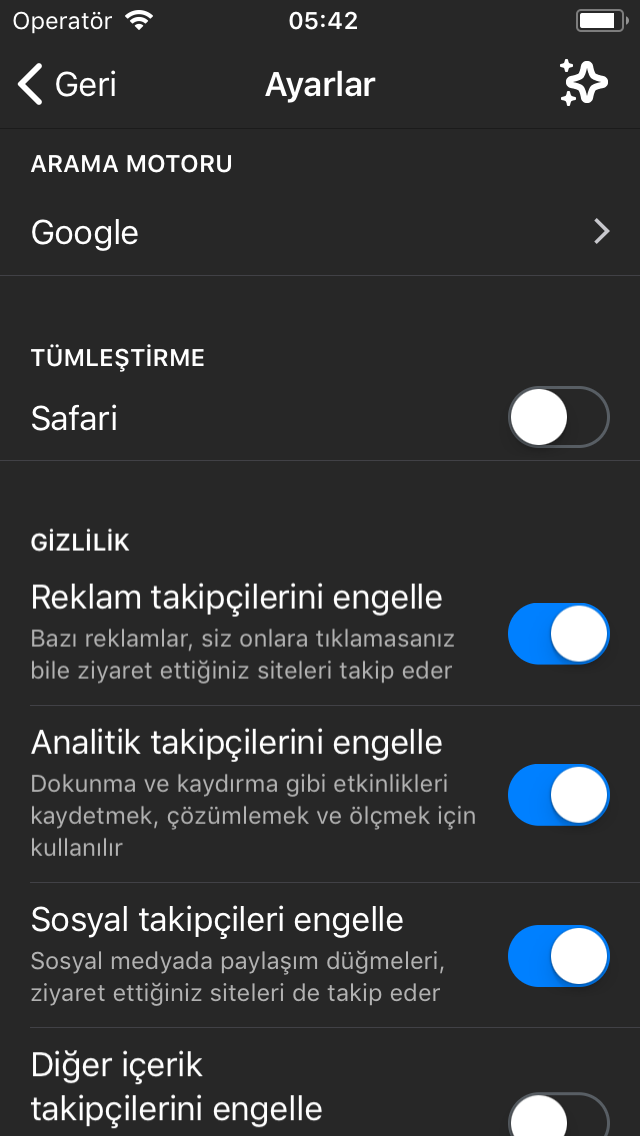 Operatör
05:42
Geri
Ayarlar
ARAMA MOTORU
Google
TÜMLEŞTİRME
Safari
GİZLİLİK
Reklam takipçilerini engelle
Bazı reklamlar, siz onlara tıklamasanız
bile ziyaret ettiğiniz siteleri takip eder
Analitik takipçilerini engelle
Dokunma ve kaydırma gibi etkinlikleri
kaydetmek, çözümlemek ve ölçmek için
kullanılır
Sosyal takipçileri engelle
Sosyal medyada paylaşım düğmeleri,
ziyaret ettiğiniz siteleri de takip eder
Diğer içerik
takipçilerini engelle